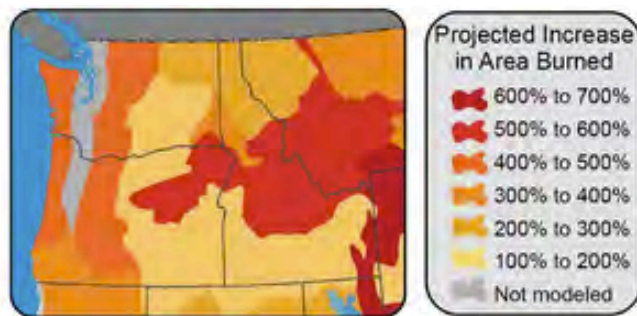 Projected Increase
in Area Burned
600% to 700%
500% to 600%
400% to 500%
300% to 400%
200% to 300%
100% to 200%
Not modeled